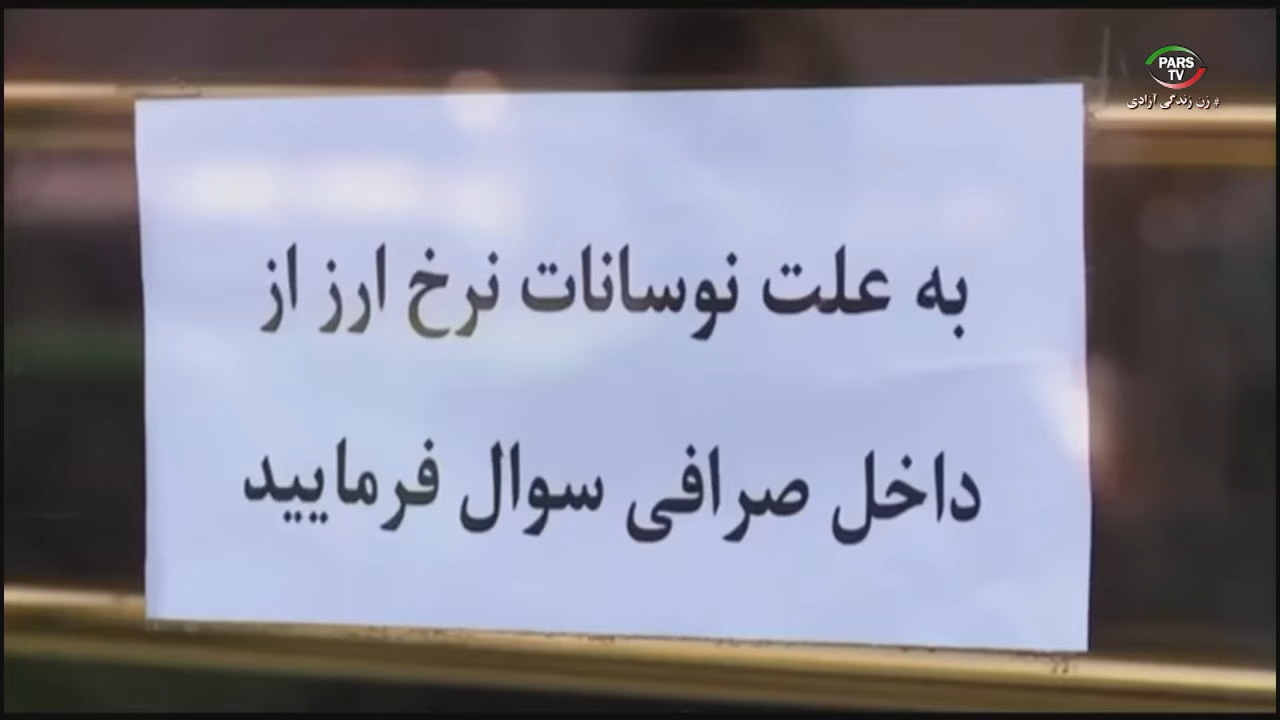 PARS
TV
# زن زندگی آزادی
به علت نوسانات نرخ ارز از
داخل صرافی سوال فرمایید